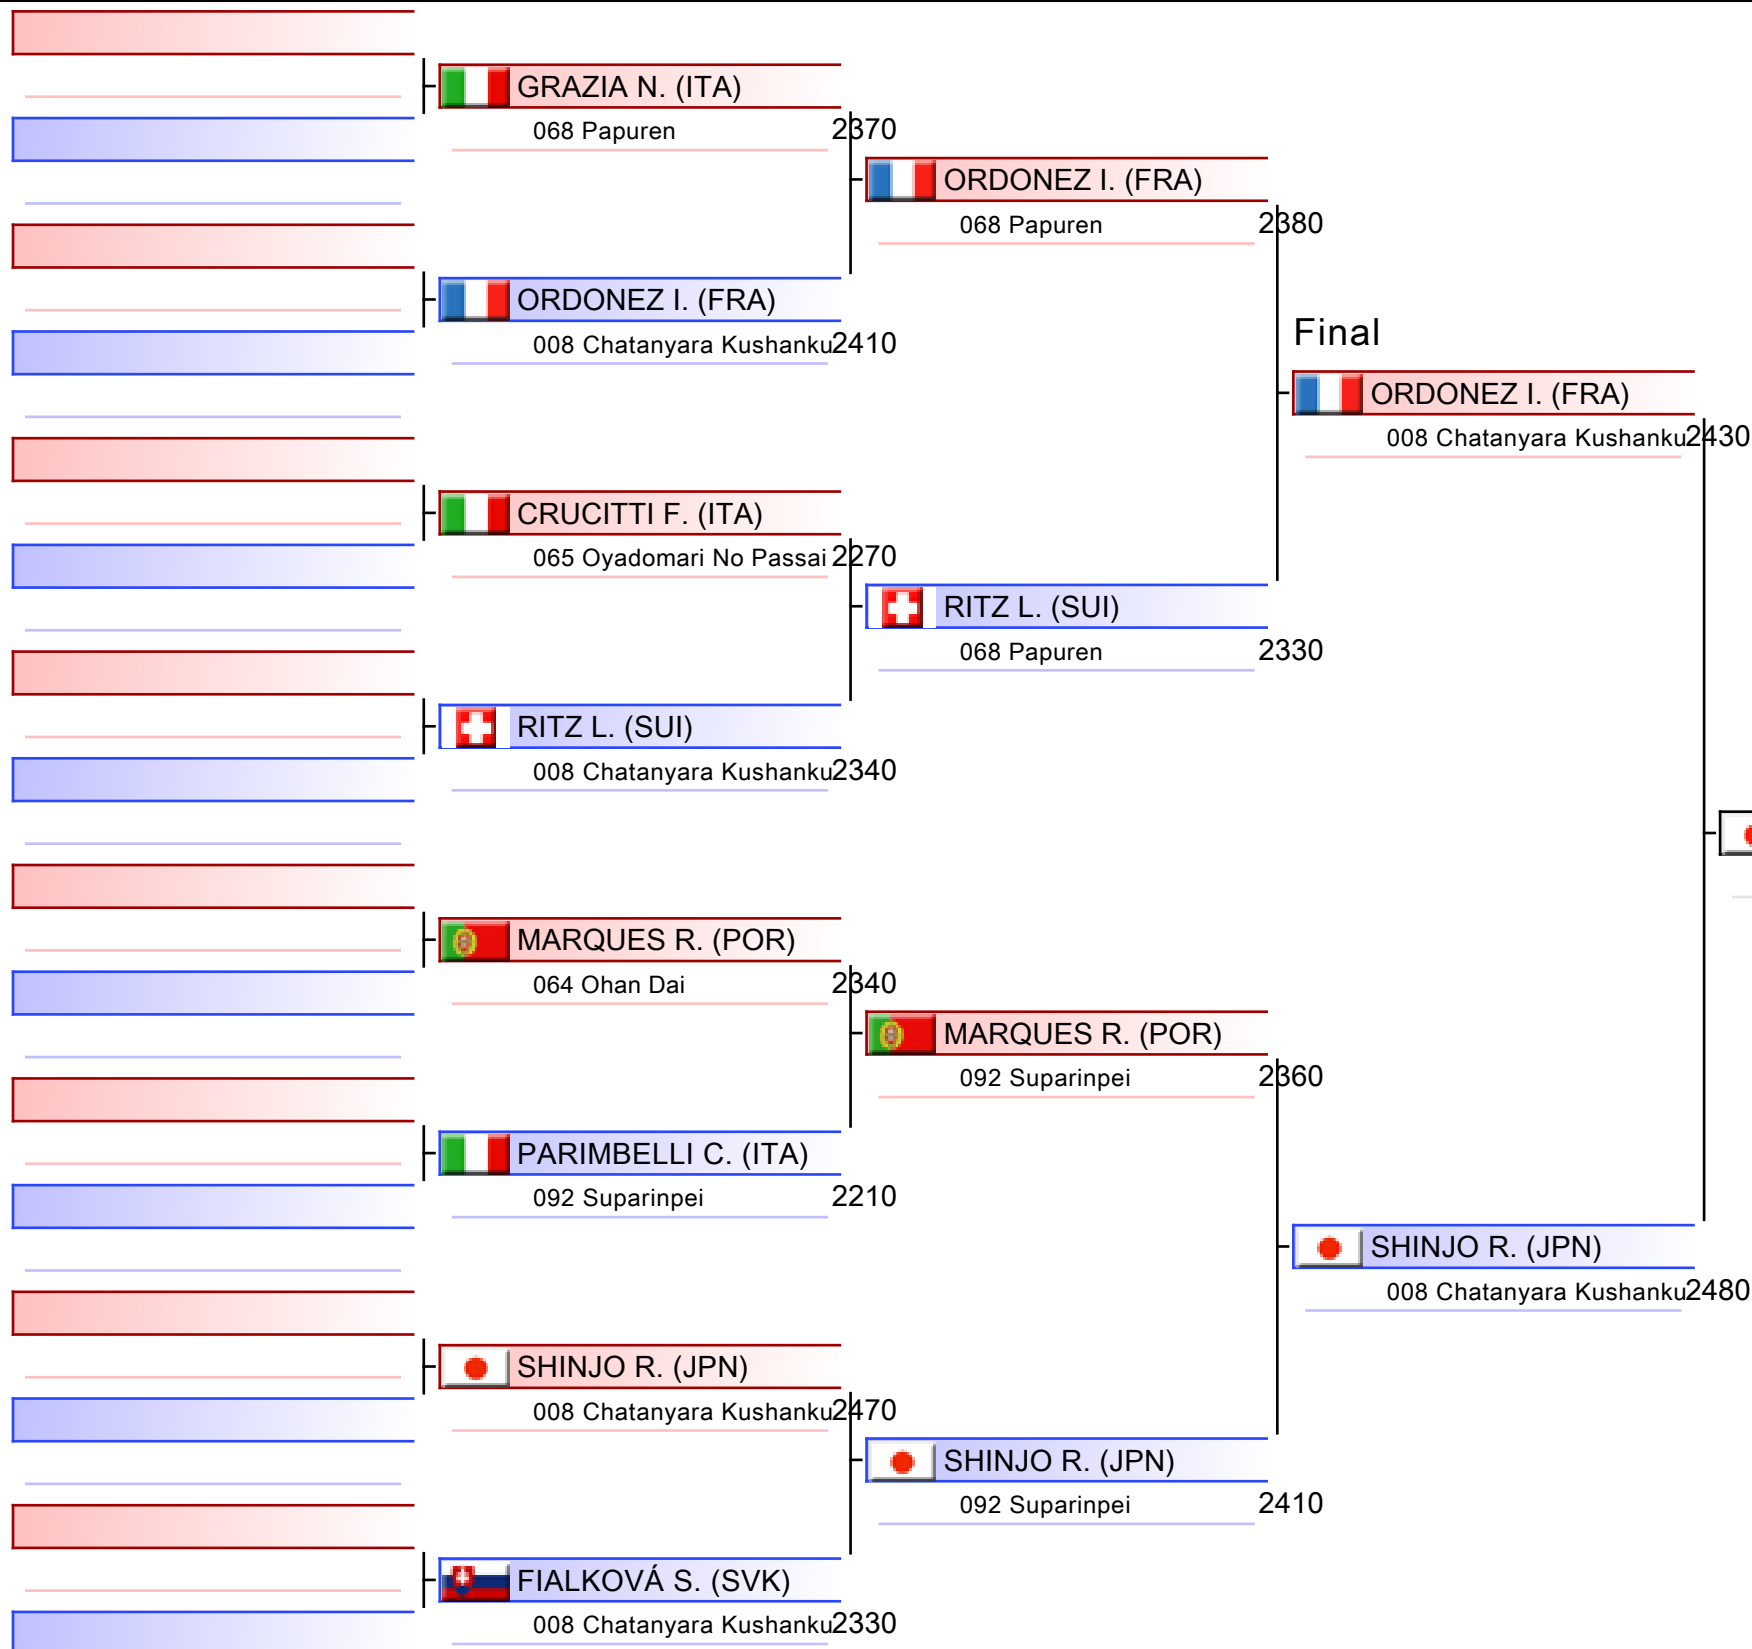 GRAZIA N. (ITA)
068 Papuren 2370
ORDONEZ I. (FRA)
068 Papuren 2380
ORDONEZ I. (FRA)
008 Chatanyara Kushanku 2410
Final
ORDONEZ I. (FRA)
008 Chatanyara Kushanku 2430
CRUCITTI F. (ITA)
065 Oyadomari No Passai 2270
RITZ L. (SUI)
068 Papuren 2330
RITZ L. (SUI)
008 Chatanyara Kushanku 2340
MARQUES R. (POR)
064 Ohan Dai 2340
MARQUES R. (POR)
092 Suparinpei 2360
PARIMBELLI C. (ITA)
092 Suparinpei 2210
SHINJO R. (JPN)
008 Chatanyara Kushanku 2480
SHINJO R. (JPN)
008 Chatanyara Kushanku 2470
SHINJO R. (JPN)
092 Suparinpei 2410
FIALKOVÁ S. (SVK)
008 Chatanyara Kushanku 2330